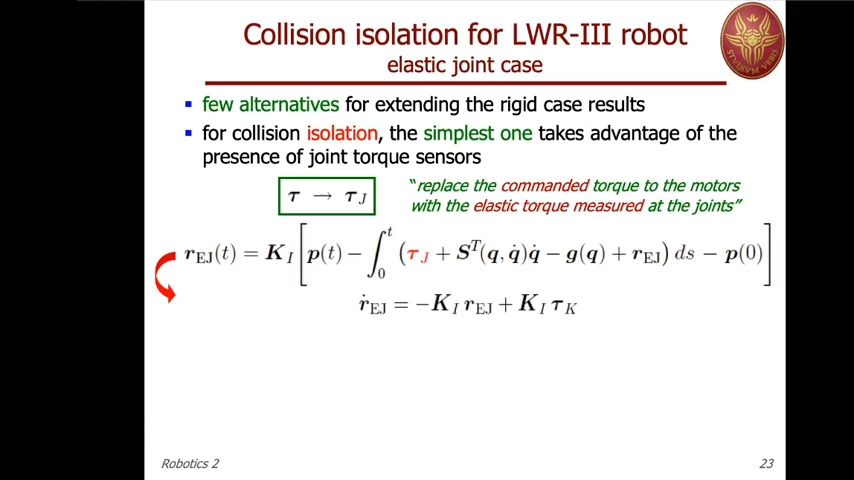 Collision isolation for LWR-III robot
elastic joint case
STVDIVM VRBIS
▪ few alternatives for extending the rigid case results
▪ for collision isolation, the simplest one takes advantage of the
presence of joint torque sensors
τ → τ_J
"replace the commanded torque to the motors
with the elastic torque measured at the joints"
r_EJ(t) = K_I [ p(t) − ∫_0^t (τ_J + S^T(q, q̇)q̇ − g(q) + r_EJ) ds − p(0) ]
ṙ_EJ = −K_I r_EJ + K_I τ_K
Robotics 2
23